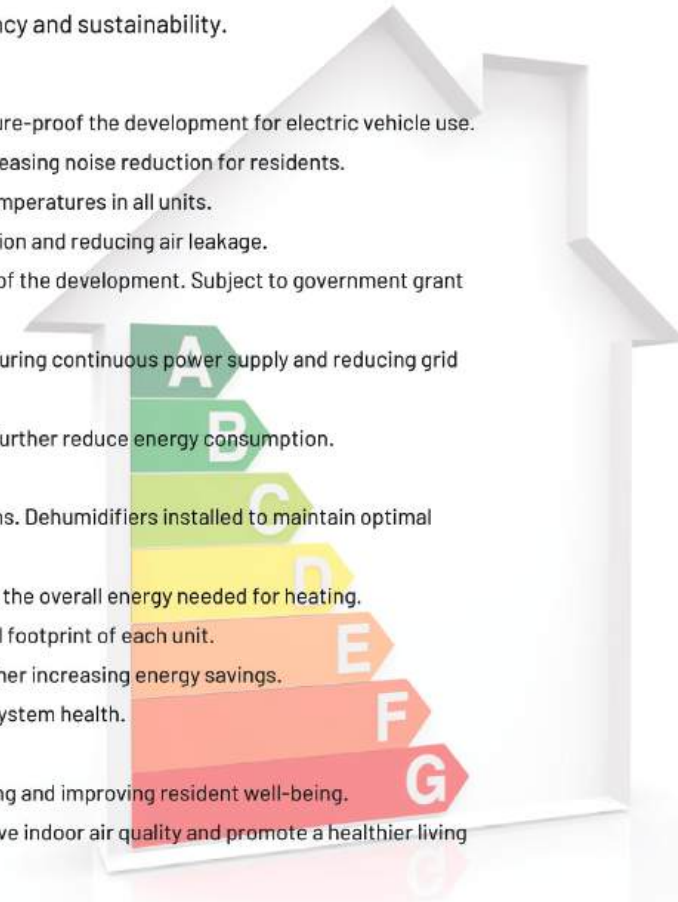 ncy and sustainability.
ure-proof the development for electric vehicle use.
easing noise reduction for residents.
mperatures in all units.
ion and reducing air leakage.
of the development. Subject to government grant
uring continuous power supply and reducing grid
A
urther reduce energy consumption.
B
ns. Dehumidifiers installed to maintain optimal
C
the overall energy needed for heating.
D
l footprint of each unit.
E
her increasing energy savings.
ystem health.
F
ng and improving resident well-being.
G
ve indoor air quality and promote a healthier living